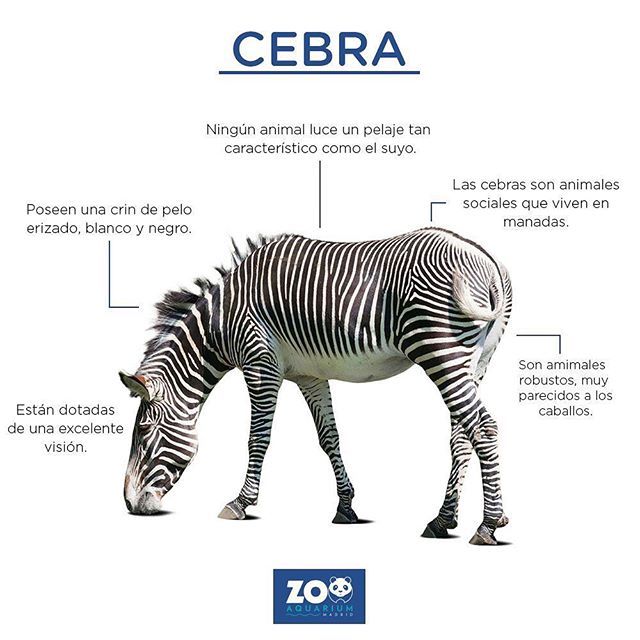 CEBRA
Ningún animal luce un pelaje tan
característico como el suyo.
Las cebras son animales
sociales que viven en
manadas.
Poseen una crin de pelo
erizado, blanco y negro.
Son amimales
robustos, muy
parecidos a los
caballos.
Están dotadas
de una excelente
visión.
ZOO
AQUARIUM
MADRID